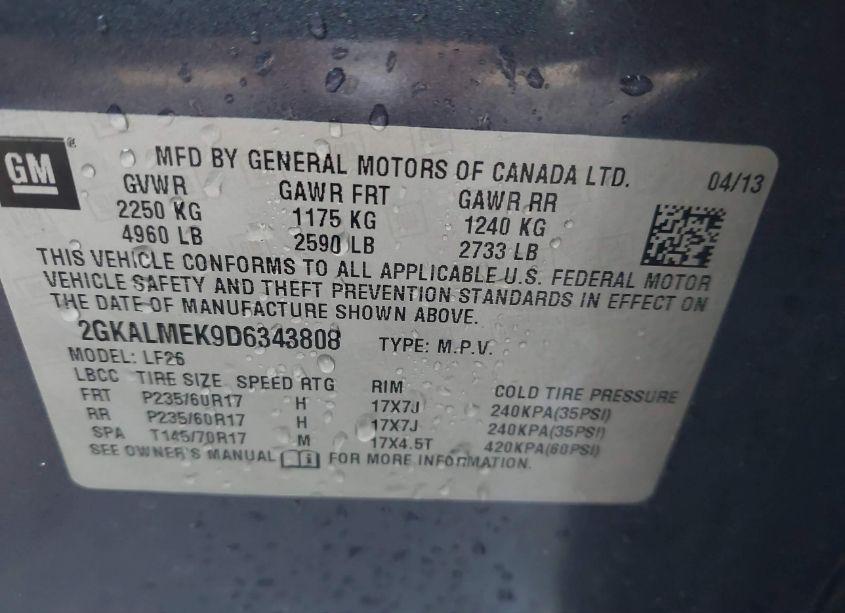 GM®
MFD BY GENERAL MOTORS OF CANADA LTD. 04/13
GVWR GAWR FRT GAWR RR
2250 KG 1175 KG 1240 KG
4960 LB 2590 LB 2733 LB
THIS VEHICLE CONFORMS TO ALL APPLICABLE U.S. FEDERAL MOTOR
VEHICLE SAFETY AND THEFT PREVENTION STANDARDS IN EFFECT ON
THE DATE OF MANUFACTURE SHOWN ABOVE.
2GKALMEK9D6343808 TYPE: M.P.V.
MODEL: LF26
LBCC TIRE SIZE SPEED RTG RIM COLD TIRE PRESSURE
FRT P235/60R17 H 17X7J 240KPA(35PSI)
RR P235/60R17 H 17X7J 240KPA(35PSI)
SPA T145/70R17 M 17X4.5T 420KPA(60PSI)
SEE OWNER'S MANUAL i FOR MORE INFORMATION.